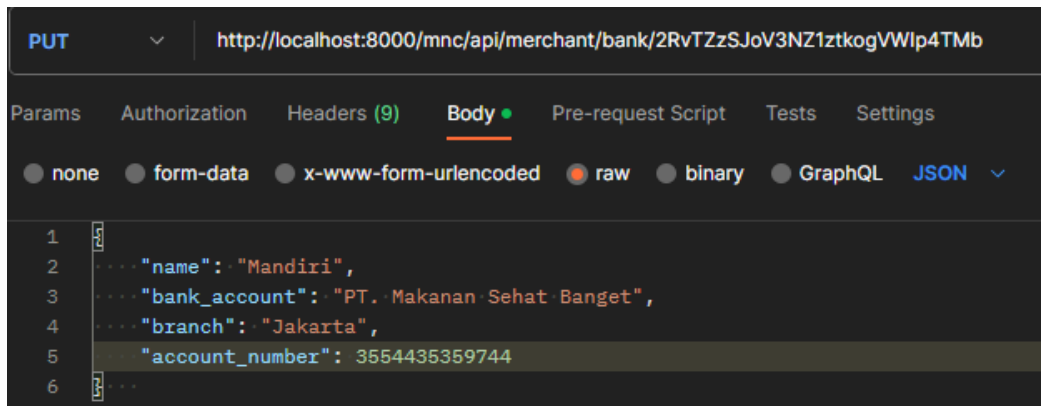 PUT http://localhost:8000/mnc/api/merchant/bank/2RvTZzSJoV3NZ1ztkogVWIp4TMb
Params Authorization Headers (9) Body Pre-request Script Tests Settings
none form-data x-www-form-urlencoded raw binary GraphQL JSON
1 {
2 "name": "Mandiri",
3 "bank_account": "PT. Makanan Sehat Banget",
4 "branch": "Jakarta",
5 "account_number": 3554435359744
6 }